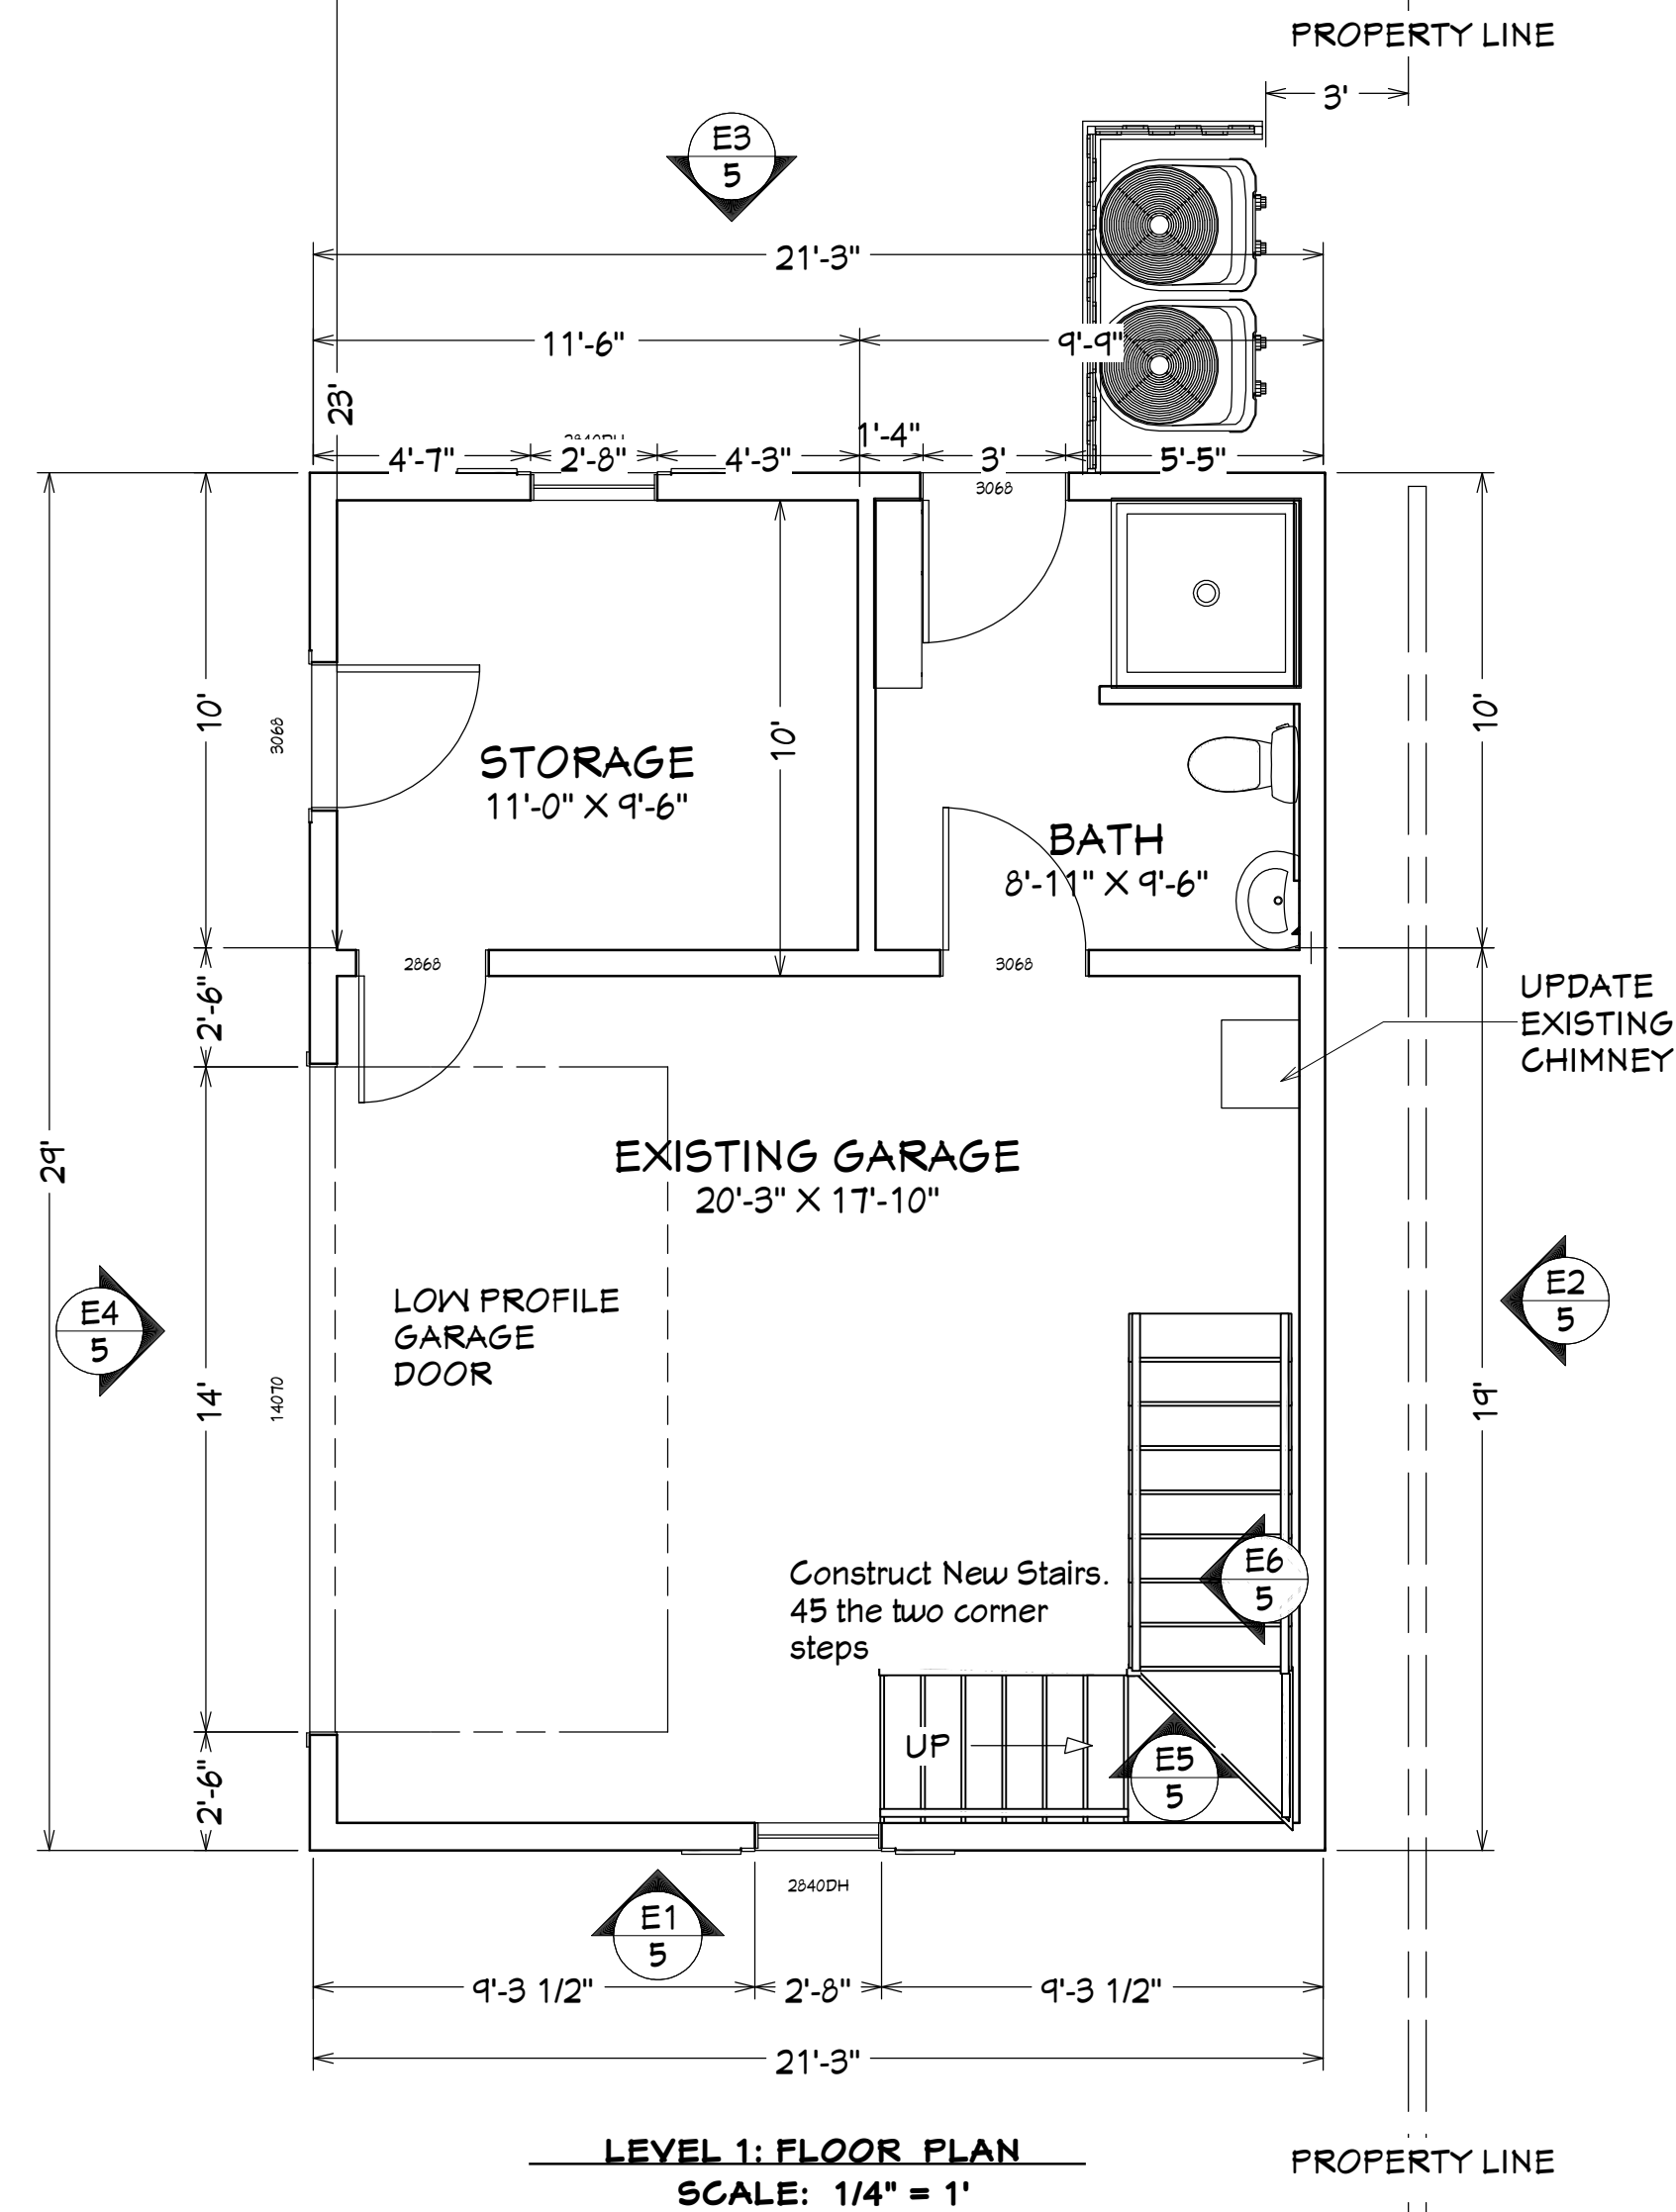 PROPERTY LINE
3'
E3
5
21'-3"
11'-6"
9'-9"
23'
1'-4"
4'-7"
2'-8"
4'-3"
3'
5'-5"
3068
10'
3068
10'
10'
STORAGE
11'-0" X 9'-6"
BATH
8'-11" X 9'-6"
2868
3068
2'-6"
UPDATE
EXISTING
CHIMNEY
29'
EXISTING GARAGE
20'-3" X 17'-10"
E4
5
LOW PROFILE
GARAGE
DOOR
E2
5
14'
14070
19'
Construct New Stairs.
45 the two corner
steps
E6
5
UP
E5
5
2'-6"
2840DH
E1
5
9'-3 1/2"
2'-8"
9'-3 1/2"
21'-3"
LEVEL 1: FLOOR PLAN
SCALE: 1/4" = 1'
PROPERTY LINE